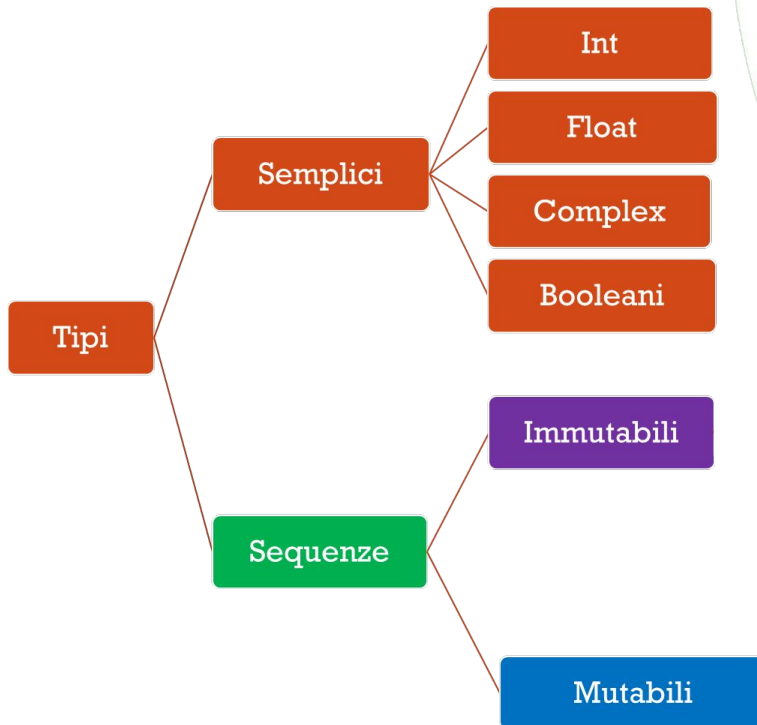 Tipi
Semplici
Int
Float
Complex
Booleani
Sequenze
Immutabili
Mutabili